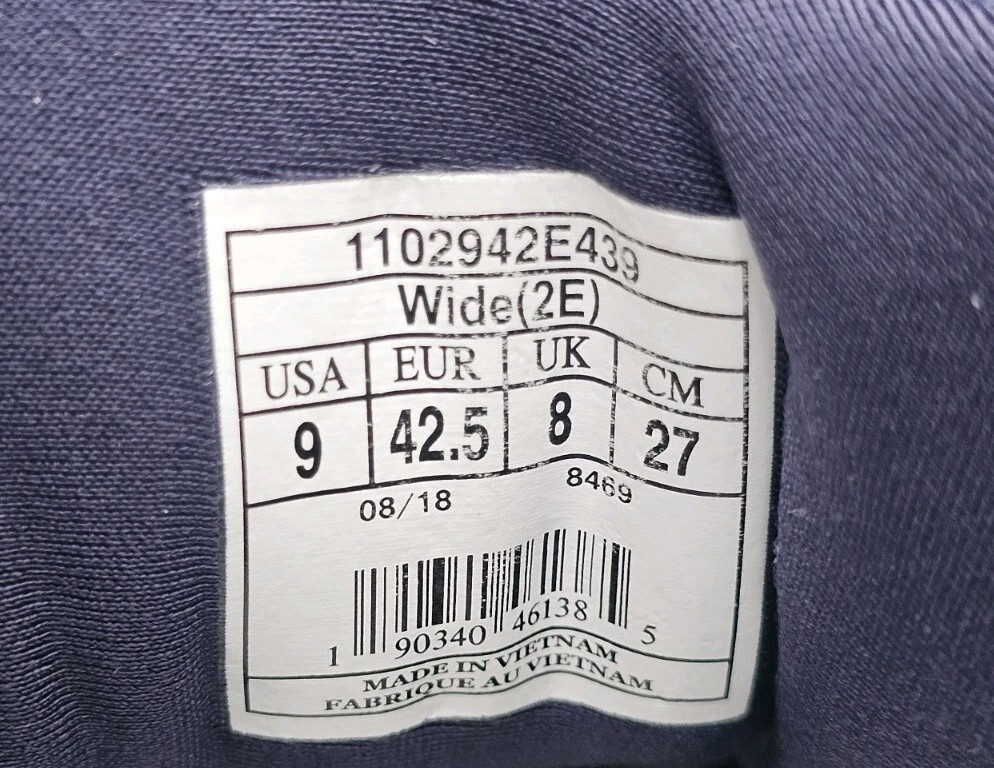 1102942E439
Wide(2E)
USA EUR UK CM
9 42.5 8 27
08/18 8469
1 90340 46138 5
MADE IN VIETNAM
FABRIQUE AU VIETNAM